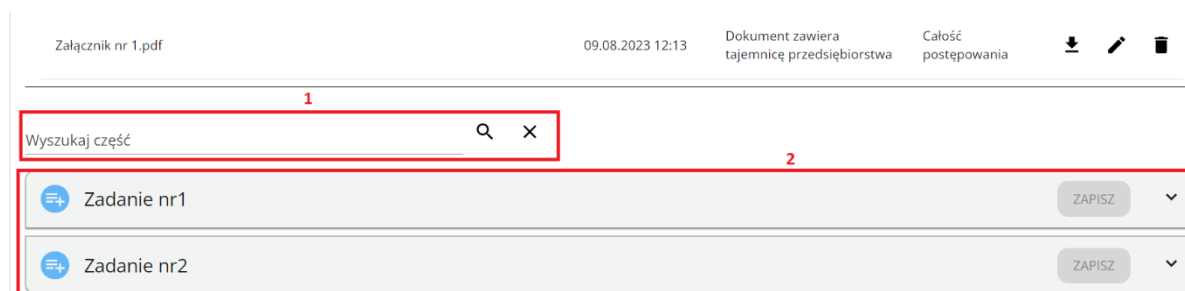 Załącznik nr 1.pdf 09.08.2023 12:13 Dokument zawiera tajemnicę przedsiębiorstwa Całość postępowania
1
Wyszukaj część
2
Zadanie nr1 ZAPISZ
Zadanie nr2 ZAPISZ